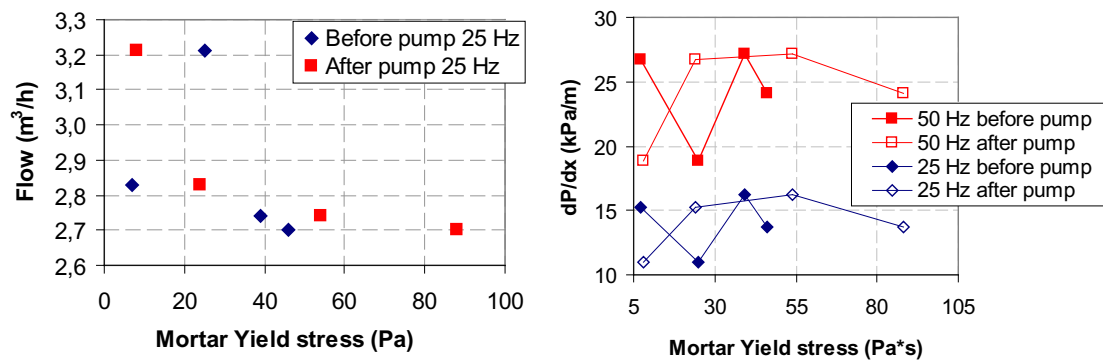 3,3
3,2
3,1
3,0
2,9
2,8
2,7
2,6
Flow (m³/h)
Before pump 25 Hz
After pump 25 Hz
0 20 40 60 80 100
Mortar Yield stress (Pa)
30
25
20
15
10
dP/dx (kPa/m)
50 Hz before pump
50 Hz after pump
25 Hz before pump
25 Hz after pump
5 30 55 80 105
Mortar Yield stress (Pa*s)